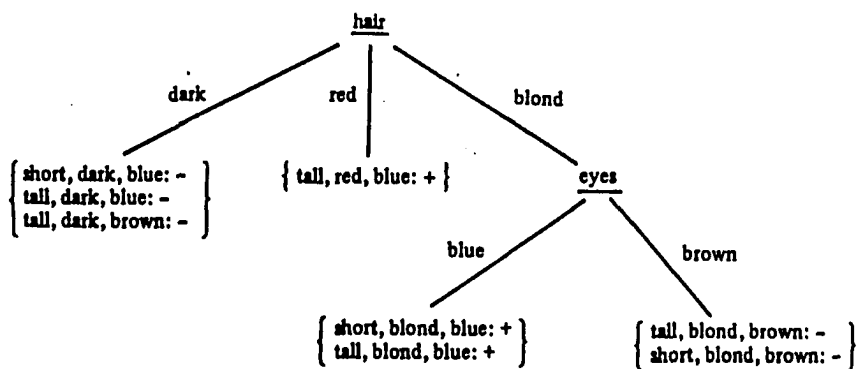 hair
dark
red
blond
short, dark, blue: -
tall, dark, blue: -
tall, dark, brown: -
{ tall, red, blue: + }
eyes
blue
brown
short, blond, blue: +
tall, blond, blue: +
tall, blond, brown: -
short, blond, brown: -